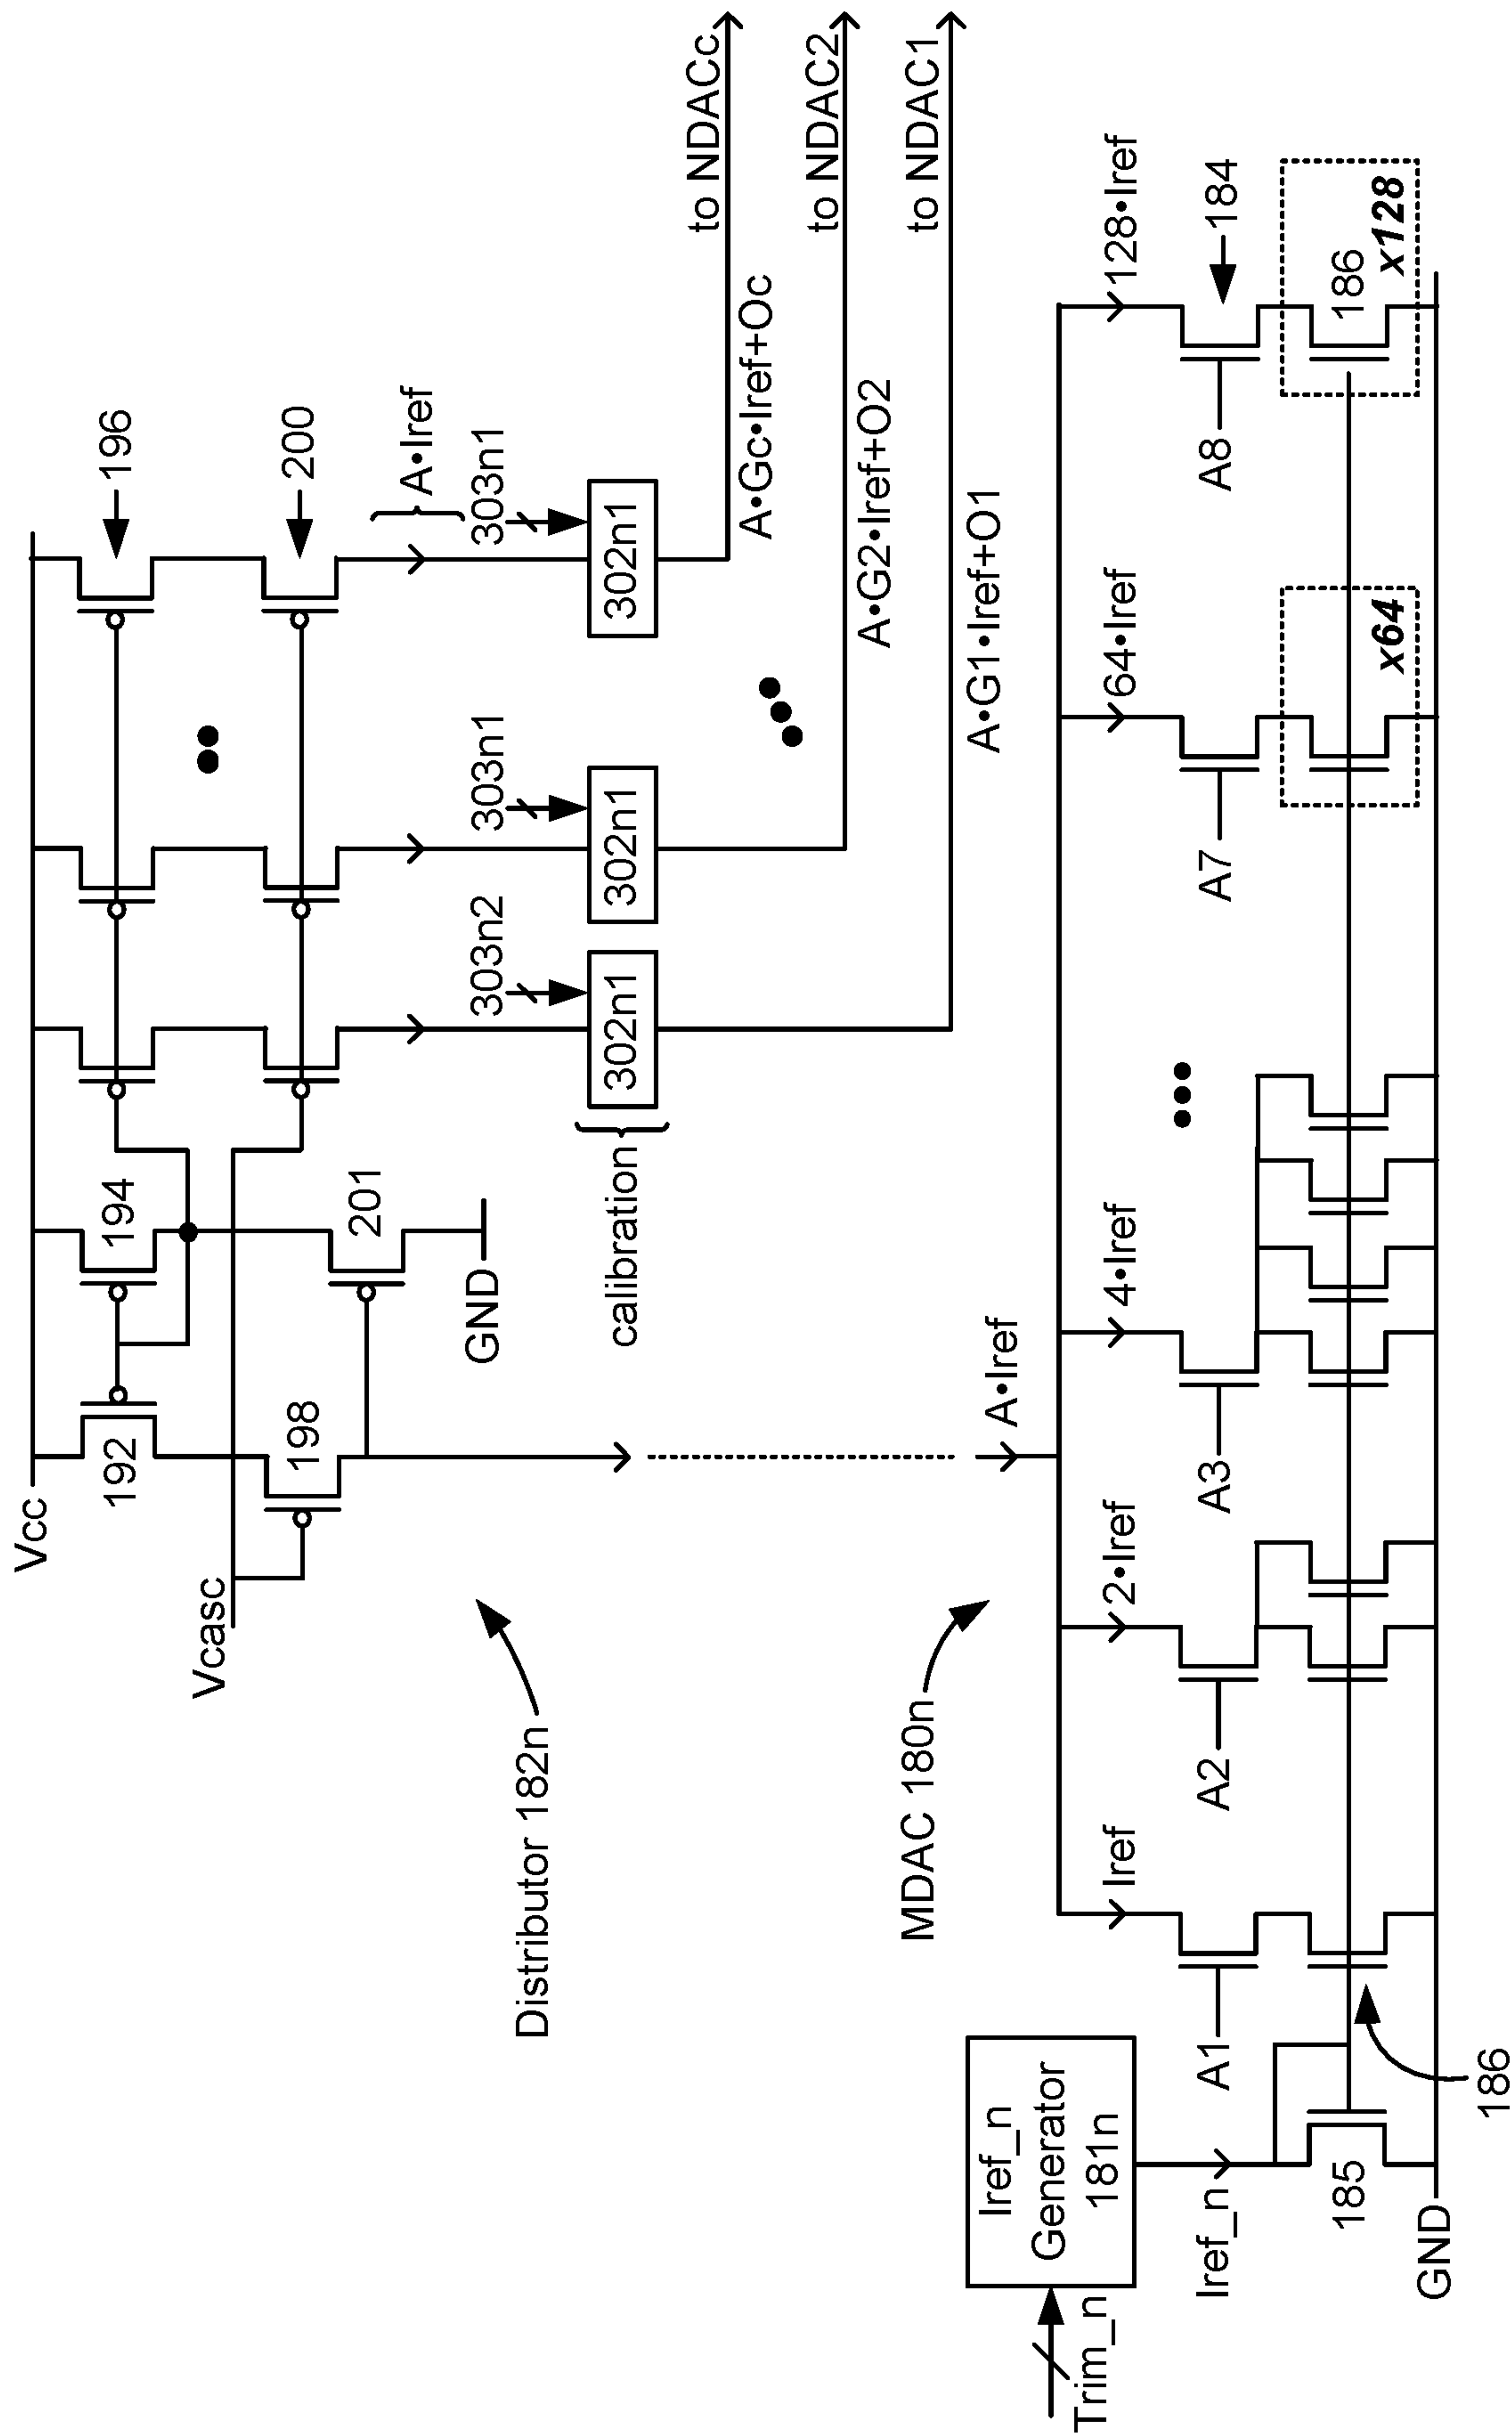 Vcc
192
194
196
Vcasc
198
201
200
GND
A•Iref
303n2
303n1
303n1
calibration
302n1
302n1
302n1
to NDACc
A•Gc•Iref+Oc
to NDAC2
A•G2•Iref+O2
to NDAC1
A•G1•Iref+O1
Distributor 182n
A•Iref
MDAC 180n
Iref
2•Iref
4•Iref
64•Iref
128•Iref
Trim_n
Iref_n
Generator
181n
A1
A2
A3
A7
A8
184
Iref_n
185
186
x64
186
x128
GND